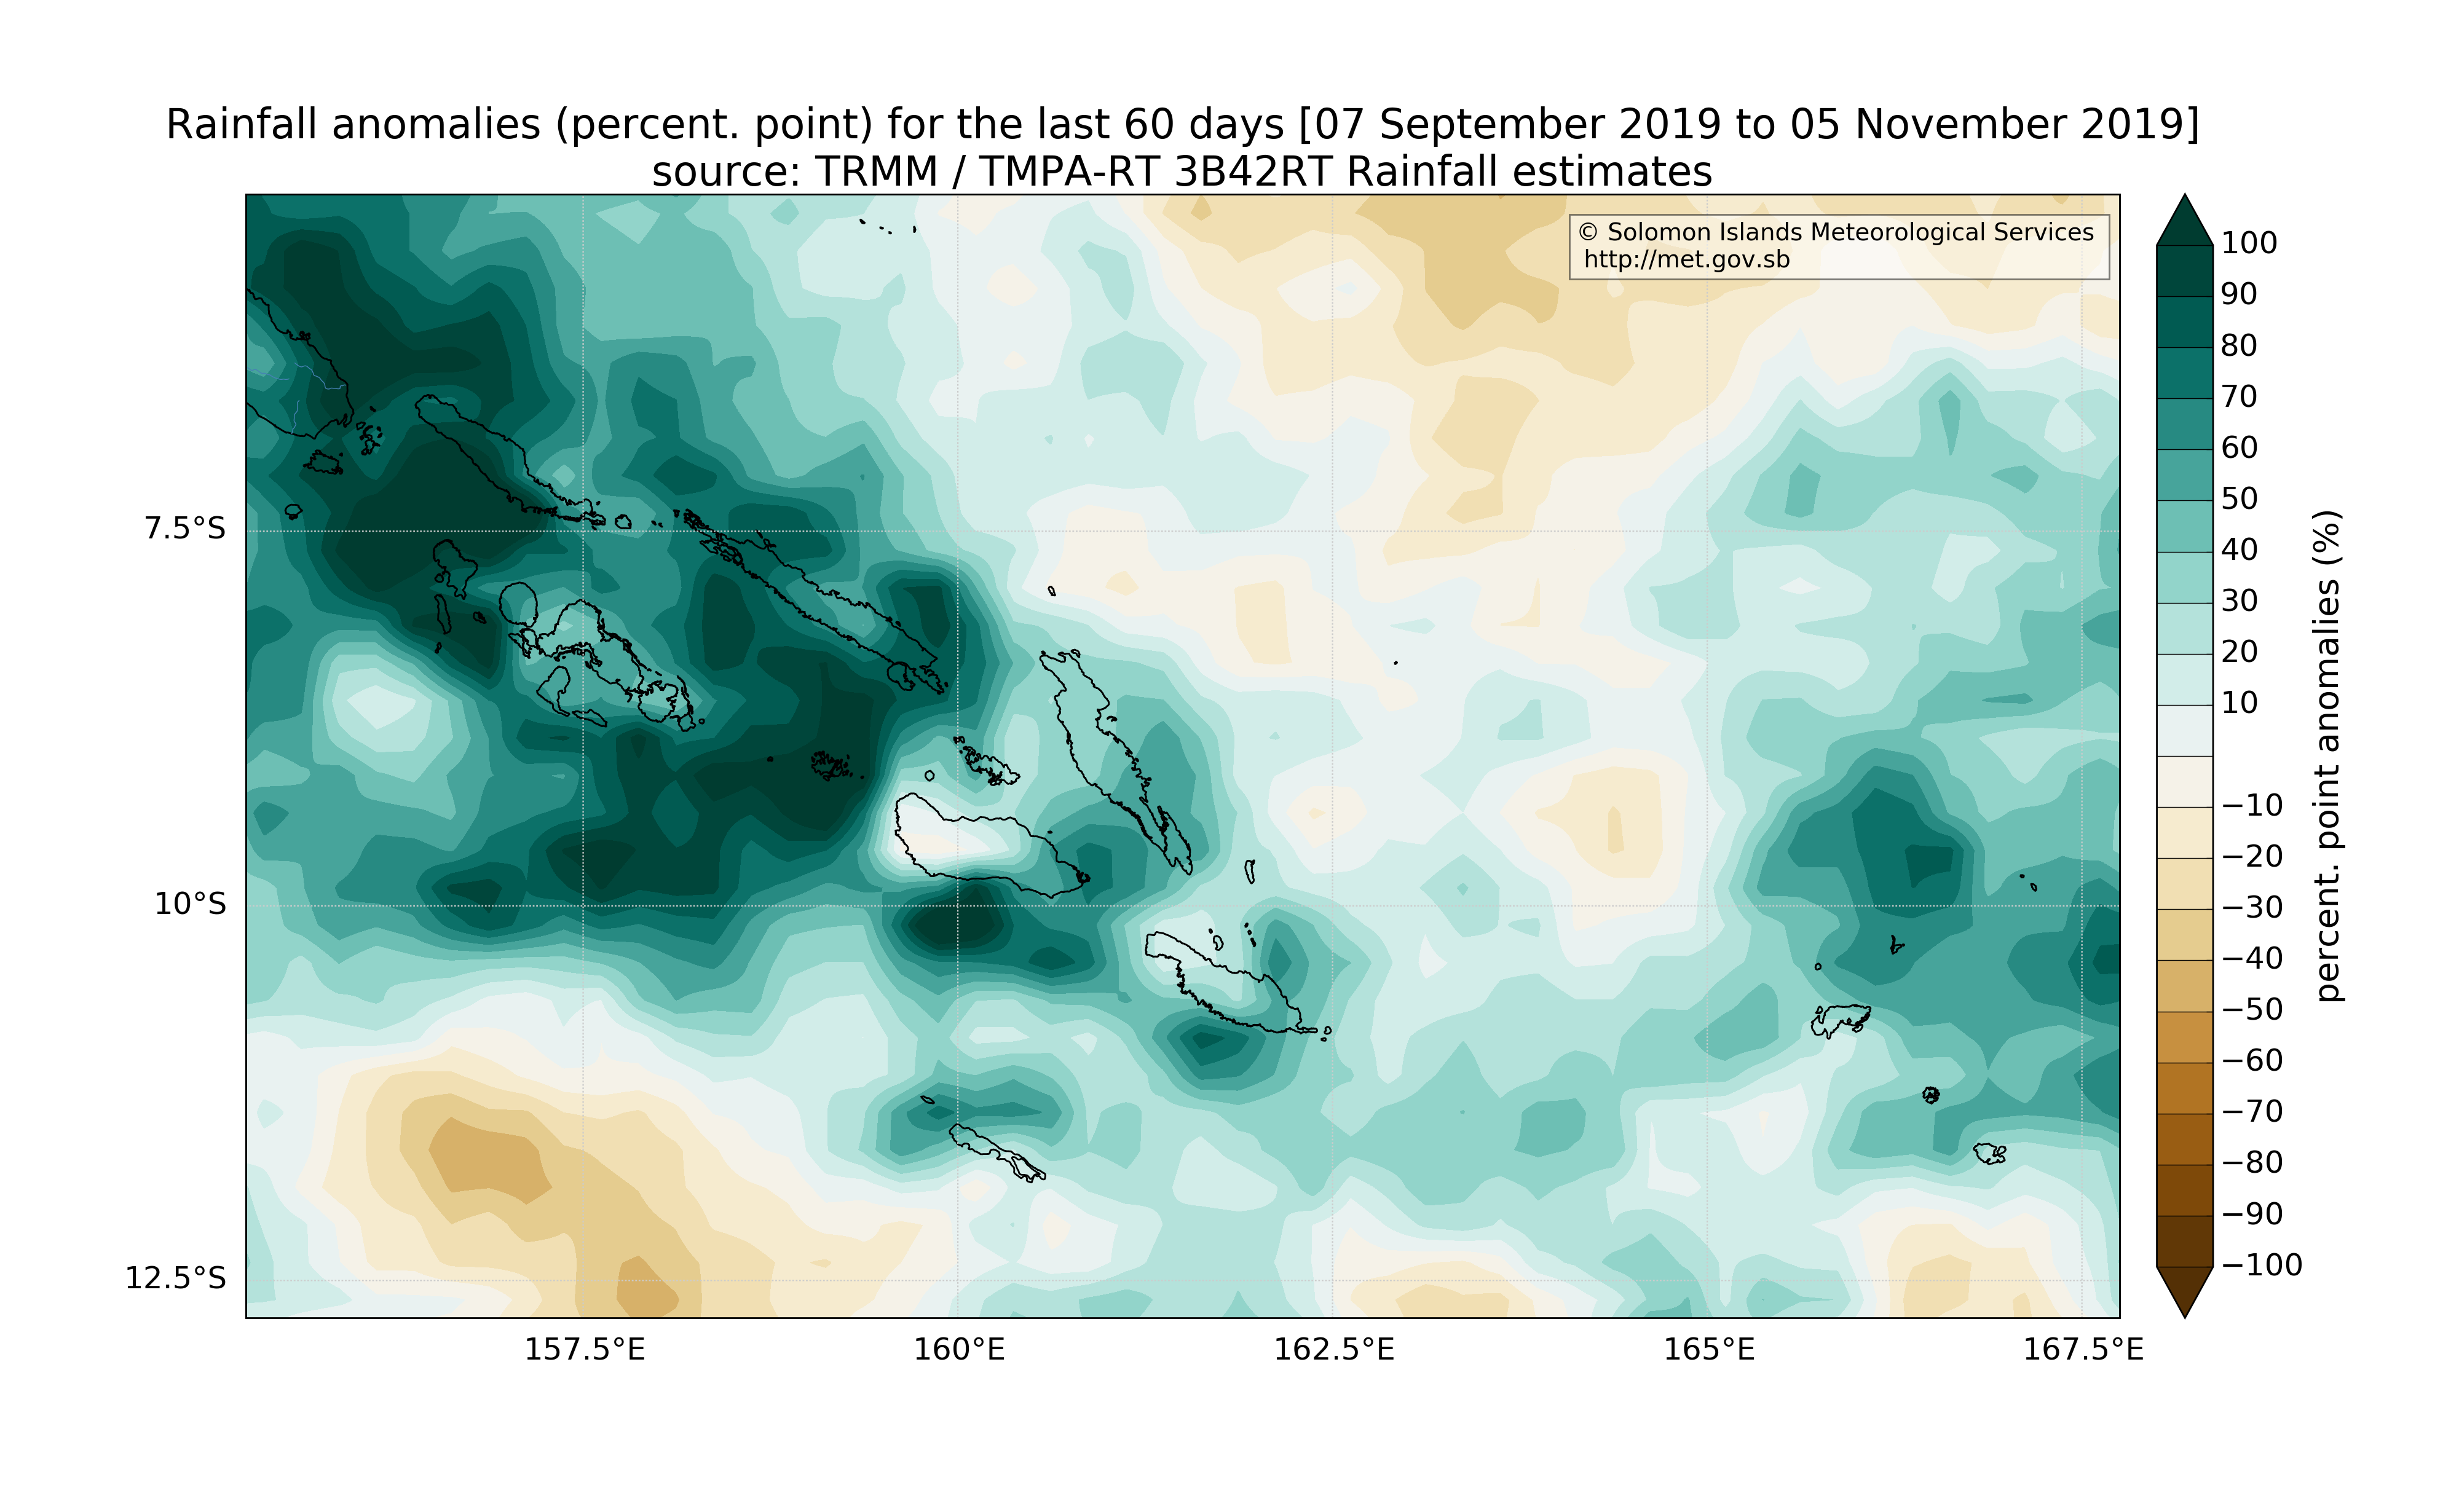 Rainfall anomalies (percent. point) for the last 60 days [07 September 2019 to 05 November 2019]
source: TRMM / TMPA-RT 3B42RT Rainfall estimates
© Solomon Islands Meteorological Services
http://met.gov.sb
7.5°S
10°S
12.5°S
157.5°E
160°E
162.5°E
165°E
167.5°E
100
90
80
70
60
50
40
30
20
10
−10
−20
−30
−40
−50
−60
−70
−80
−90
−100
percent. point anomalies (%)